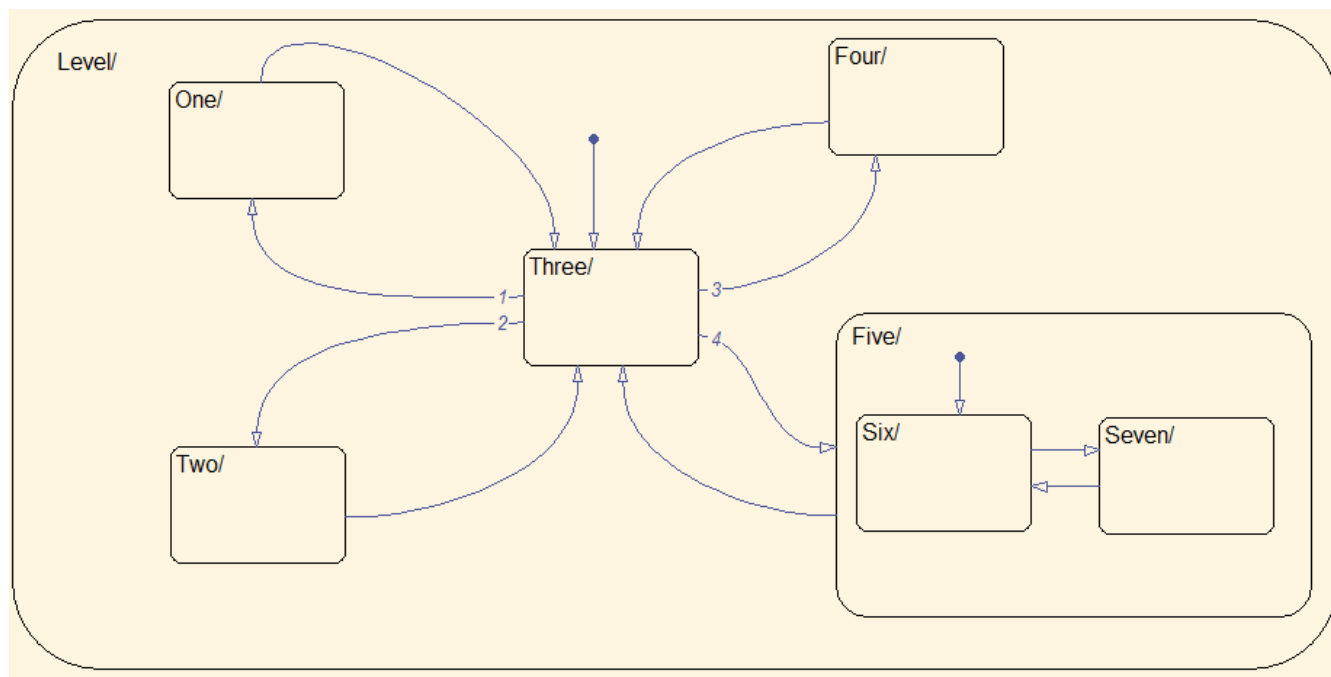 Level/
One/
Four/
Three/
1
2
3
4
Five/
Two/
Six/
Seven/